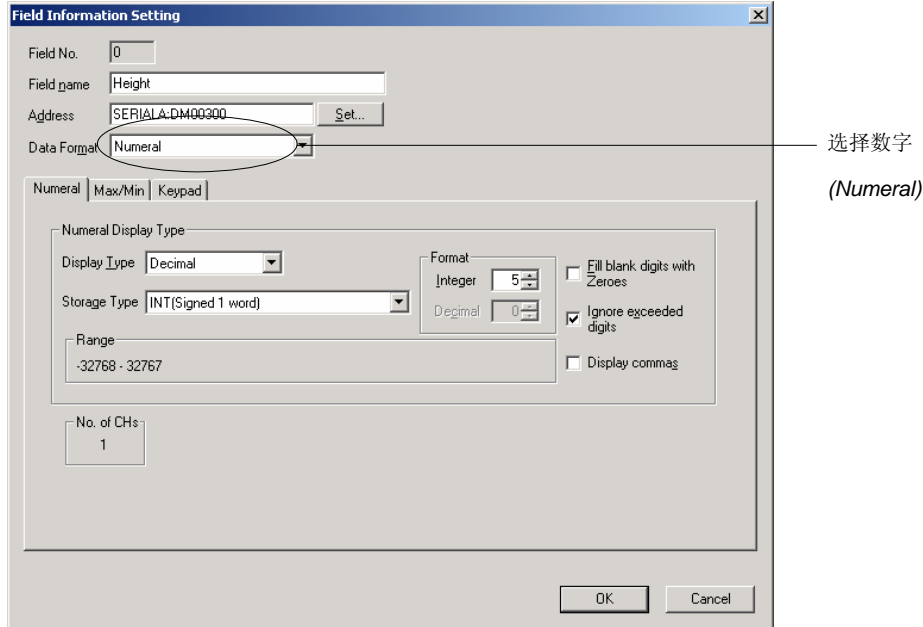 Field Information Setting
Field No. 0
Field name Height
Address SERIALA:DM00300 Set...
Data Format Numeral
选择数字
(Numeral)
Numeral Max/Min Keypad
Numeral Display Type
Display Type Decimal
Storage Type INT(Signed 1 word)
Format
Integer 5
Decimal 0
Fill blank digits with
Zeroes
Ignore exceeded
digits
Display commas
Range
-32768 - 32767
No. of CHs
1
OK Cancel